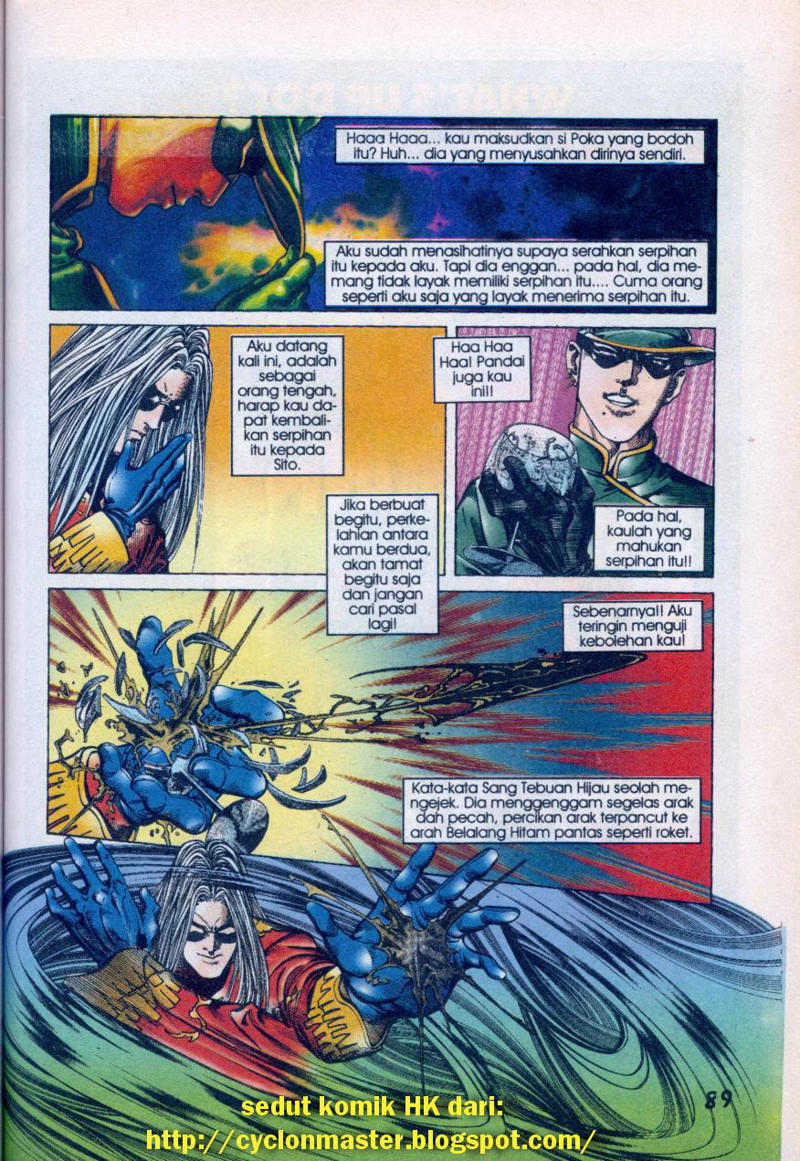 Haaa Haaa... kau maksudkan si Poka yang bodoh
itu? Huh... dia yang menyusahkan dirinya sendiri.
Aku sudah menasihatinya supaya serahkan serpihan
itu kepada aku. Tapi dia enggan... pada hal, dia me-
mang tidak layak memiliki serpihan itu.... Cuma orang
seperti aku saja yang layak menerima serpihan itu.
Aku datang
kali ini, adalah
sebagai
orang tengah,
harap kau da-
pat kembali-
kan serpihan
itu kepada
Sito.
Jika berbuat
begitu, perke-
lahian antara
kamu berdua,
akan tamat
begitu saja
dan jangan
cari pasal
lagi!
Haa Haa
Haa! Pandai
juga kau
ini!!
Pada hal,
kaulah yang
mahukan
serpihan itu!!
Sebenarnya!! Aku
teringin menguji
kebolehan kau!
Kata-kata Sang Tebuan Hijau seolah me-
ngejek. Dia menggenggam segelas arak
dah pecah, percikan arak terpancut ke
arah Belalang Hitam pantas seperti roket.
89
sedut komik HK dari:
http://cyclonmaster.blogspot.com/